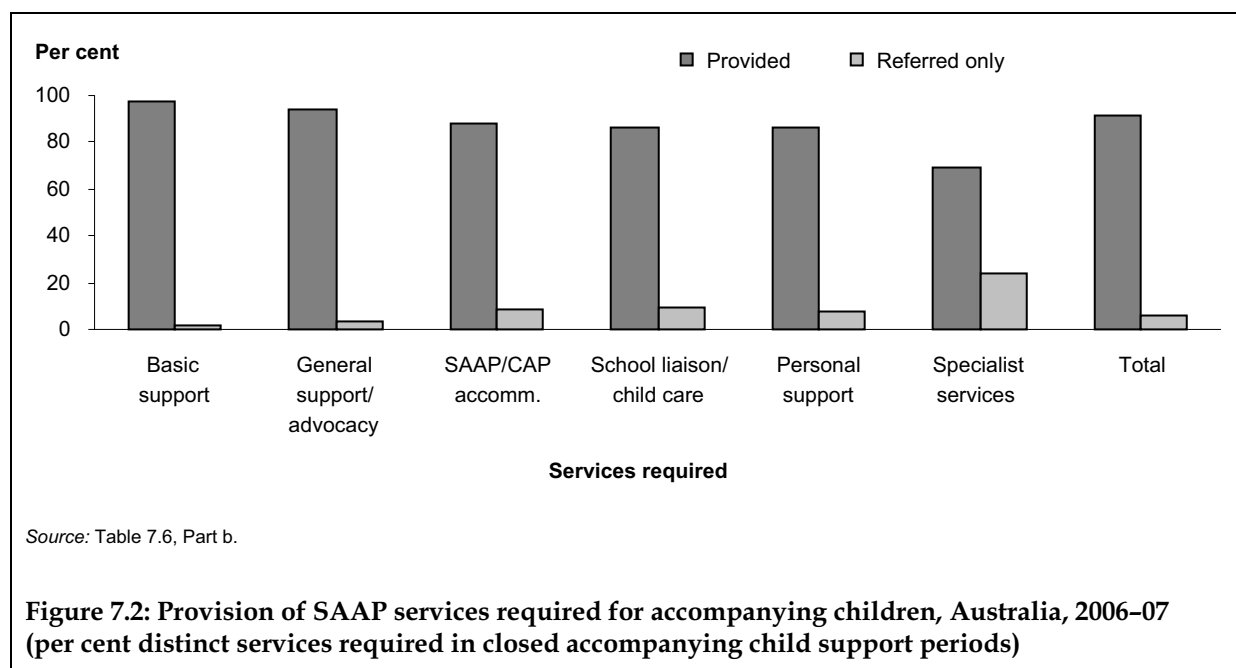 Per cent
Provided Referred only
100
80
60
40
20
0
Basic support
General support/ advocacy
SAAP/CAP accomm.
School liaison/ child care
Personal support
Specialist services
Total
Services required
Source: Table 7.6, Part b.
Figure 7.2: Provision of SAAP services required for accompanying children, Australia, 2006–07
(per cent distinct services required in closed accompanying child support periods)